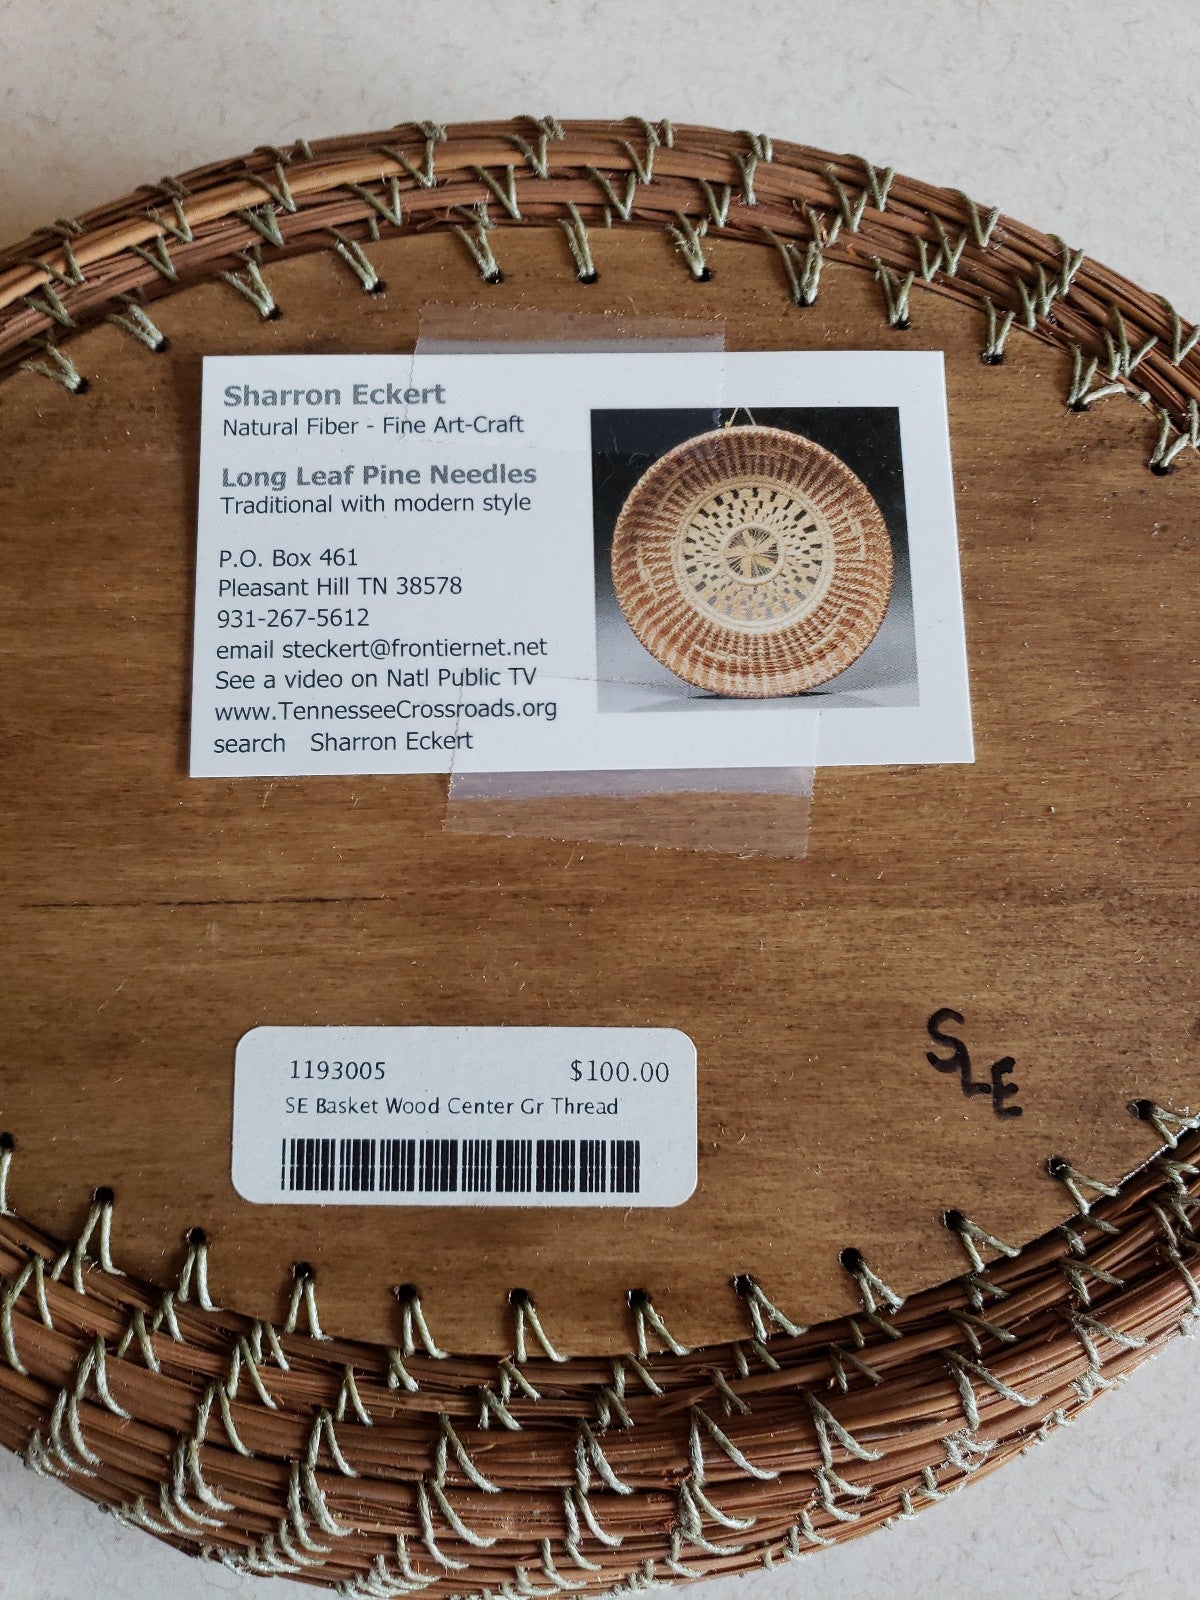 Sharron Eckert
Natural Fiber - Fine Art-Craft
Long Leaf Pine Needles
Traditional with modern style
P.O. Box 461
Pleasant Hill TN 38578
931-267-5612
email steckert@frontiernet.net
See a video on Natl Public TV
www.TennesseeCrossroads.org
search Sharron Eckert
SLE
1193005 $100.00
SE Basket Wood Center Gr Thread